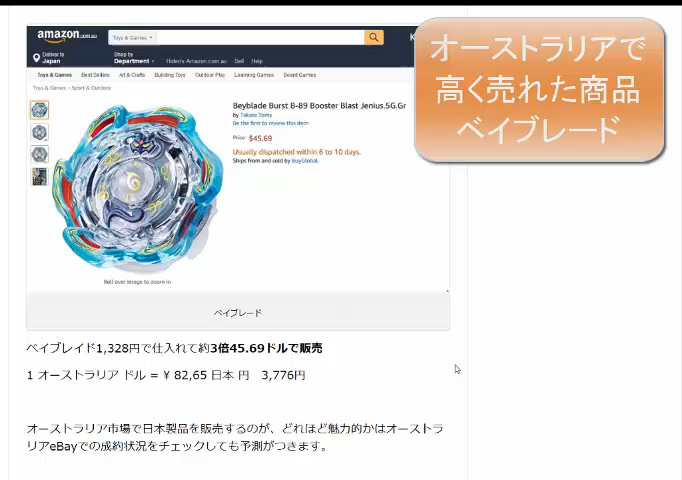 amazon.com.au
Toys & Games
Deliver to
Japan
Shop by
Department
Hideo's Amazon.com.au Sell Help
Toys & Games Best Sellers Art & Crafts Building Toys Outdoor Play Learning Games Board Games
Toys & Games › Sport & Outdoor
オーストラリアで
高く売れた商品
ベイブレード
Beyblade Burst B-89 Booster Blast Jenius.5G.Gr
by Takara Tomy
Be the first to review this item
Price: $45.69
Usually dispatched within 6 to 10 days.
Ships from and sold by BuyGlobal.
Roll over image to zoom in
ベイブレード
ベイブレイド1,328円で仕入れて約3倍45.69ドルで販売
1 オーストラリア ドル = ¥ 82,65 日本 円 3,776円
オーストラリア市場で日本製品を販売するのが、どれほど魅力的かはオーストラ
リアeBayでの成約状況をチェックしても予測がつきます。